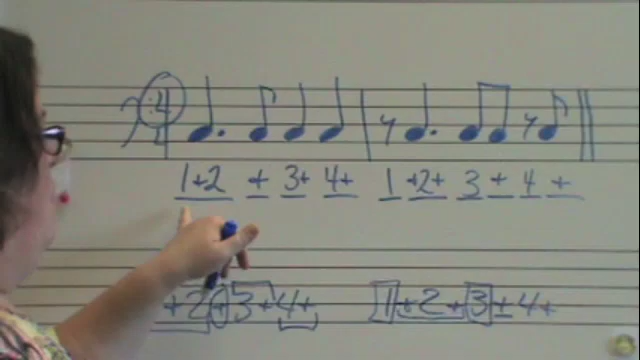 4
4
1+2 + 3+ 4+ 1 2+ 3 + 4 +
+2+3+4+ 1+2+3+4+